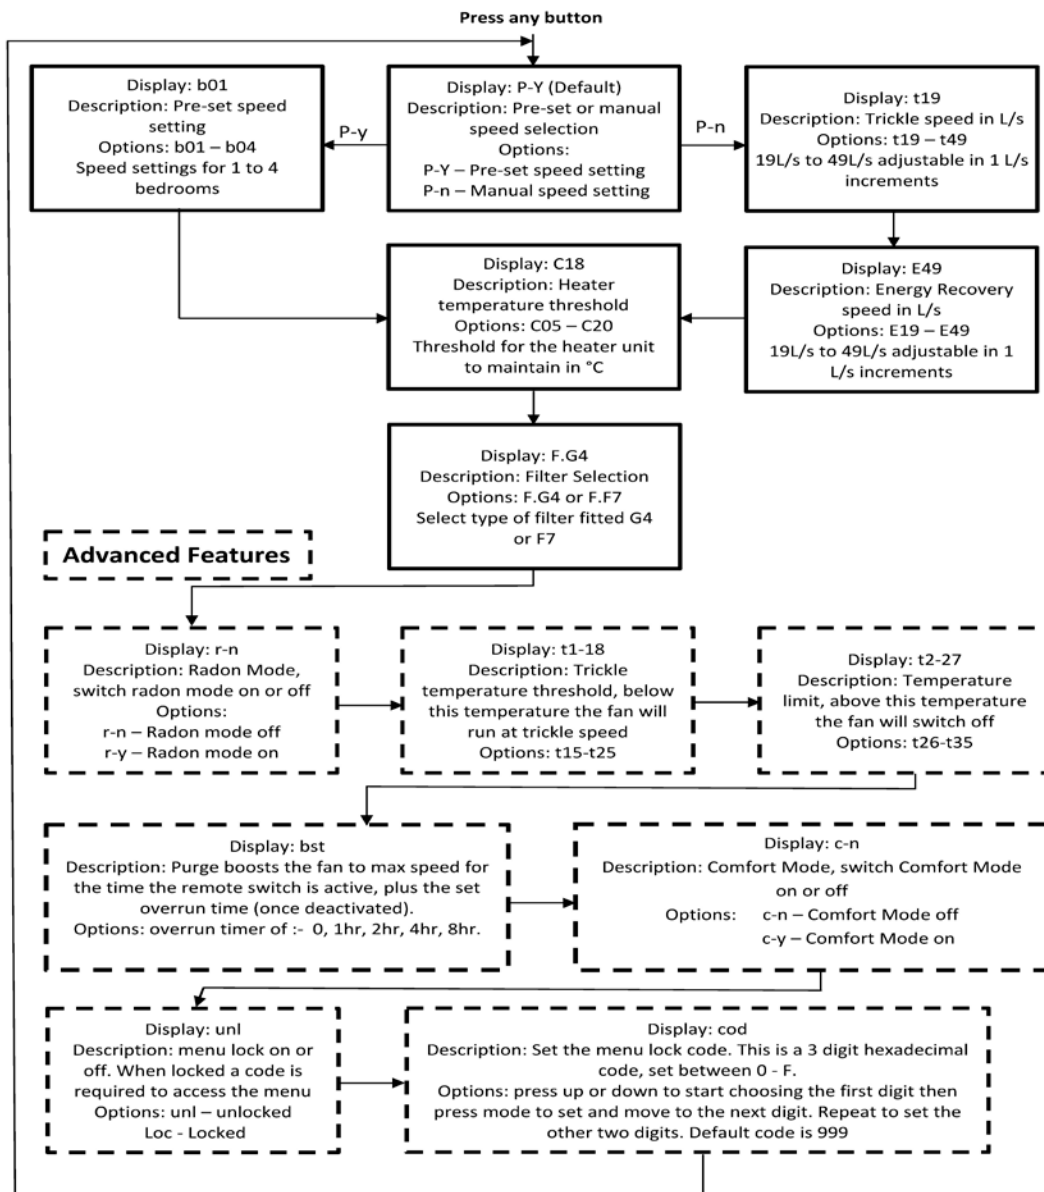 Press any button
Display: b01
Description: Pre-set speed
setting
Options: b01 – b04
Speed settings for 1 to 4
bedrooms
P-y
Display: P-Y (Default)
Description: Pre-set or manual
speed selection
Options:
P-Y – Pre-set speed setting
P-n – Manual speed setting
P-n
Display: t19
Description: Trickle speed in L/s
Options: t19 – t49
19L/s to 49L/s adjustable in 1 L/s
increments
Display: C18
Description: Heater
temperature threshold
Options: C05 – C20
Threshold for the heater unit
to maintain in °C
Display: E49
Description: Energy Recovery
speed in L/s
Options: E19 – E49
19L/s to 49L/s adjustable in 1
L/s increments
Display: F.G4
Description: Filter Selection
Options: F.G4 or F.F7
Select type of filter fitted G4
or F7
Advanced Features
Display: r-n
Description: Radon Mode,
switch radon mode on or off
Options:
r-n – Radon mode off
r-y – Radon mode on
Display: t1-18
Description: Trickle
temperature threshold, below
this temperature the fan will
run at trickle speed
Options: t15-t25
Display: t2-27
Description: Temperature
limit, above this temperature
the fan will switch off
Options: t26-t35
Display: bst
Description: Purge boosts the fan to max speed for
the time the remote switch is active, plus the set
overrun time (once deactivated).
Options: overrun timer of :- 0, 1hr, 2hr, 4hr, 8hr.
Display: c-n
Description: Comfort Mode, switch Comfort Mode
on or off
Options: c-n – Comfort Mode off
c-y – Comfort Mode on
Display: unl
Description: menu lock on or
off. When locked a code is
required to access the menu
Options: unl – unlocked
Loc - Locked
Display: cod
Description: Set the menu lock code. This is a 3 digit hexadecimal
code, set between 0 - F.
Options: press up or down to start choosing the first digit then
press mode to set and move to the next digit. Repeat to set the
other two digits. Default code is 999